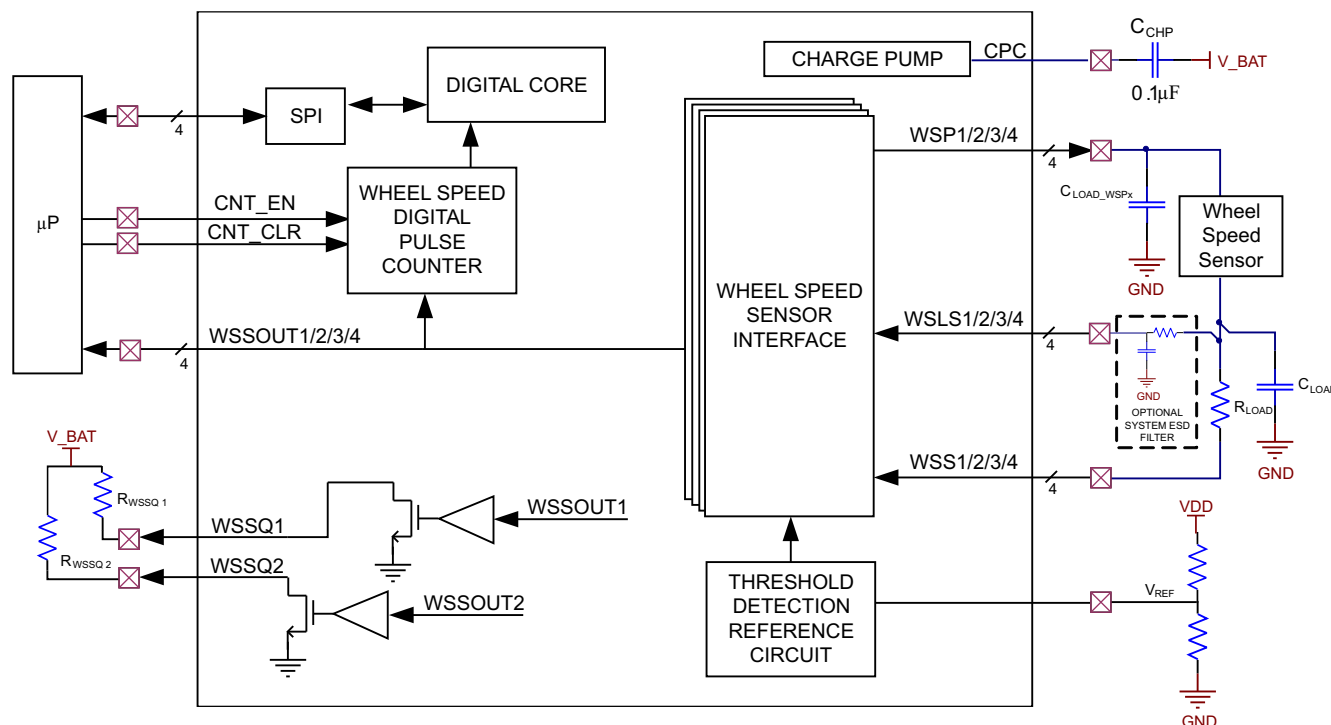 C CHP
CHARGE PUMP
CPC
V_BAT
0.1µF
DIGITAL CORE
SPI
4
WSP1/2/3/4
4
µP
WHEEL SPEED
DIGITAL
PULSE
COUNTER
CNT_EN
CNT_CLR
C LOAD_WSPx
GND
Wheel
Speed
Sensor
WHEEL SPEED
SENSOR
INTERFACE
WSSOUT1/2/3/4
4
WSLS1/2/3/4
4
GND
OPTIONAL
SYSTEM ESD
FILTER
R LOAD
C LOAD
GND
WSS1/2/3/4
4
V_BAT
R WSSQ 1
R WSSQ 2
WSSQ1
WSSOUT1
WSSQ2
WSSOUT2
THRESHOLD
DETECTION
REFERENCE
CIRCUIT
VDD
V REF
GND